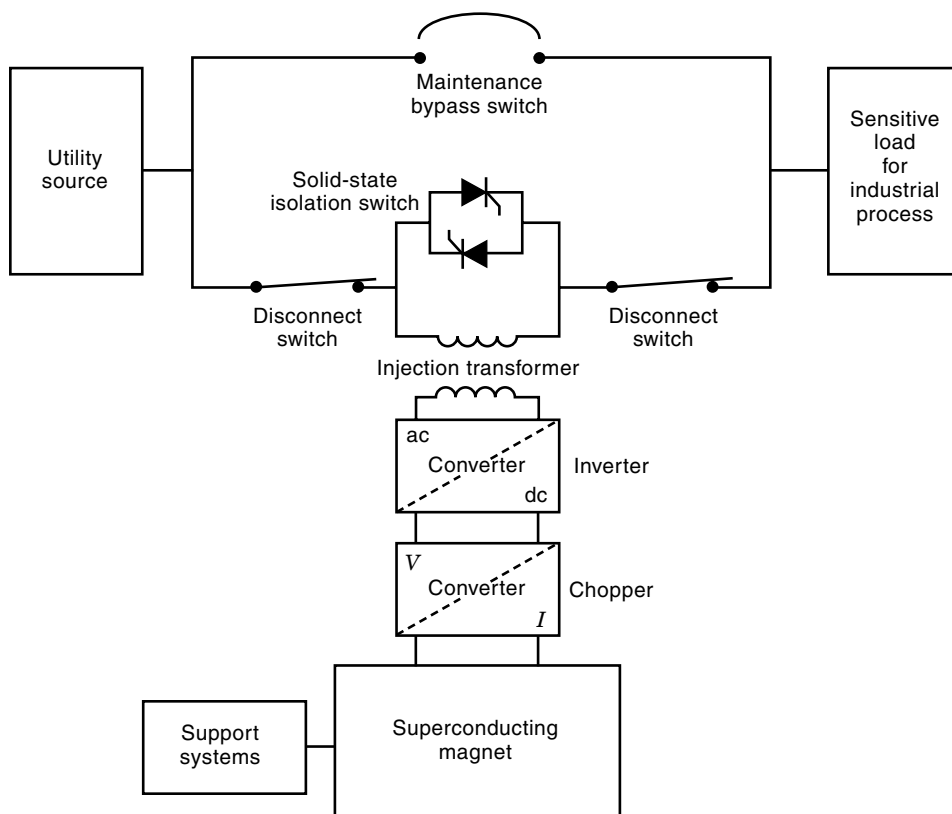 Maintenance
bypass switch
Utility
source
Sensitive
load
for
industrial
process
Solid-state
isolation switch
Disconnect
switch
Disconnect
switch
Injection transformer
ac
Converter
dc
Inverter
V
Converter
I
Chopper
Support
systems
Superconducting
magnet